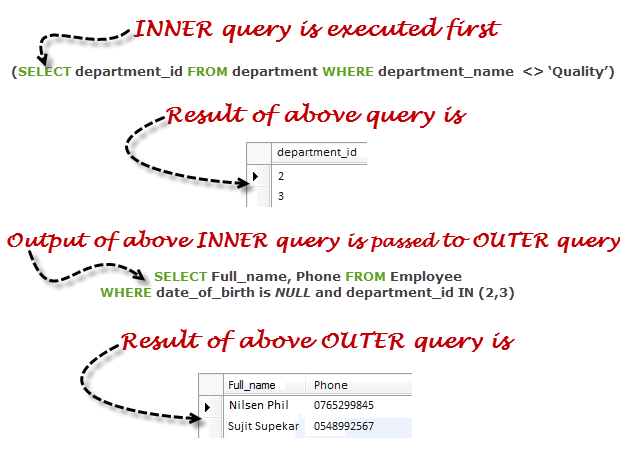 INNER query is executed first
(SELECT department_id FROM department WHERE department_name <> ‘Quality’)
Result of above query is
department_id
2
3
Output of above INNER query is passed to OUTER query
SELECT Full_name, Phone FROM Employee
WHERE date_of_birth is NULL and department_id IN (2,3)
Result of above OUTER query is
Full_name Phone
Nilsen Phil 0765299845
Sujit Supekar 0548992567